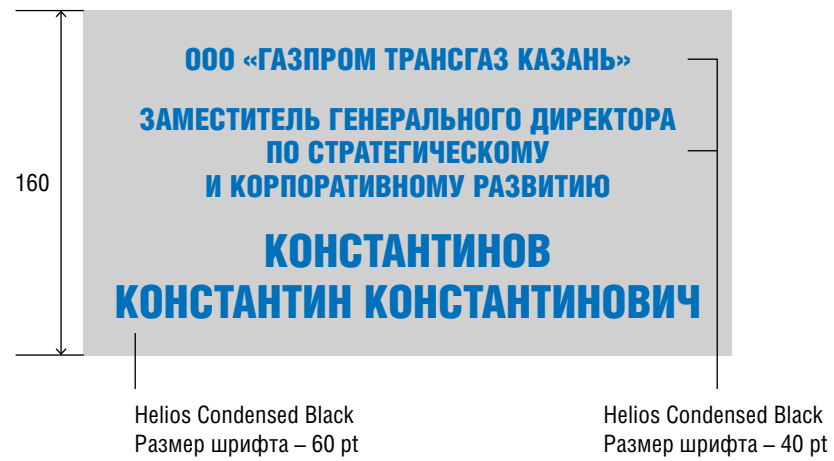 ООО «ГАЗПРОМ ТРАНСГАЗ КАЗАНЬ»
ЗАМЕСТИТЕЛЬ ГЕНЕРАЛЬНОГО ДИРЕКТОРА
ПО СТРАТЕГИЧЕСКОМУ
И КОРПОРАТИВНОМУ РАЗВИТИЮ
160
КОНСТАНТИНОВ
КОНСТАНТИН КОНСТАНТИНОВИЧ
Helios Condensed Black
Размер шрифта – 60 pt
Helios Condensed Black
Размер шрифта – 40 pt